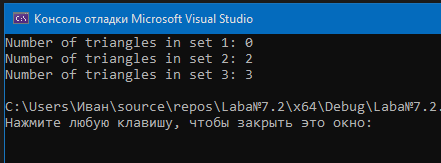 Консоль отладки Microsoft Visual Studio
Number of triangles in set 1: 0
Number of triangles in set 2: 2
Number of triangles in set 3: 3
C:\Users\Иван\source\repos\Laba№7.2\x64\Debug\Laba№7.2.
Нажмите любую клавишу, чтобы закрыть это окно: